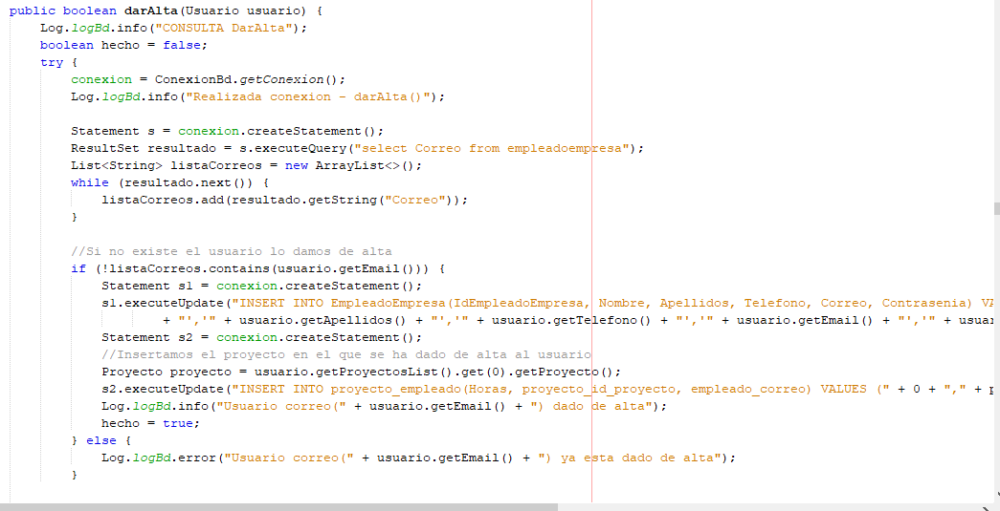 public boolean darAlta(Usuario usuario) {
Log.logBd.info("CONSULTA DarAlta");
boolean hecho = false;
try {
conexion = ConexionBd.getConexion();
Log.logBd.info("Realizada conexion - darAlta()");
Statement s = conexion.createStatement();
ResultSet resultado = s.executeQuery("select Correo from empleadoempresa");
List<String> listaCorreos = new ArrayList<>();
while (resultado.next()) {
listaCorreos.add(resultado.getString("Correo"));
}
//Si no existe el usuario lo damos de alta
if (!listaCorreos.contains(usuario.getEmail())) {
Statement s1 = conexion.createStatement();
s1.executeUpdate("INSERT INTO EmpleadoEmpresa(IdEmpleadoEmpresa, Nombre, Apellidos, Telefono, Correo, Contrasenia) VA
+ "','" + usuario.getApellidos() + "','" + usuario.getTelefono() + "','" + usuario.getEmail() + "','" + usuar
Statement s2 = conexion.createStatement();
//Insertamos el proyecto en el que se ha dado de alta al usuario
Proyecto proyecto = usuario.getProyectosList().get(0).getProyecto();
s2.executeUpdate("INSERT INTO proyecto_empleado(Horas, proyecto_id_proyecto, empleado_correo) VALUES (" + 0 + "," + p
Log.logBd.info("Usuario correo(" + usuario.getEmail() + ") dado de alta");
hecho = true;
} else {
Log.logBd.error("Usuario correo(" + usuario.getEmail() + ") ya esta dado de alta");
}